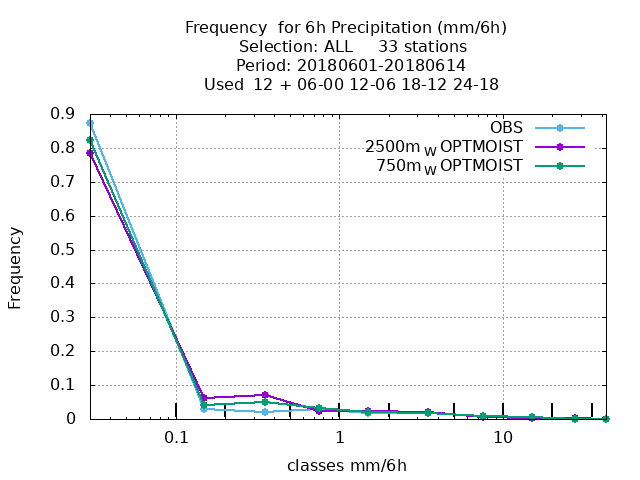 Frequency  for 6h Precipitation (mm/6h)
Selection: ALL     33 stations
Period: 20180601-20180614
Used  12 + 06-00 12-06 18-12 24-18
OBS
2500m_W OPTMOIST
750m_W OPTMOIST
0.9
0.8
0.7
0.6
0.5
0.4
0.3
0.2
0.1
0
Frequency
0.1 1 10
classes mm/6h